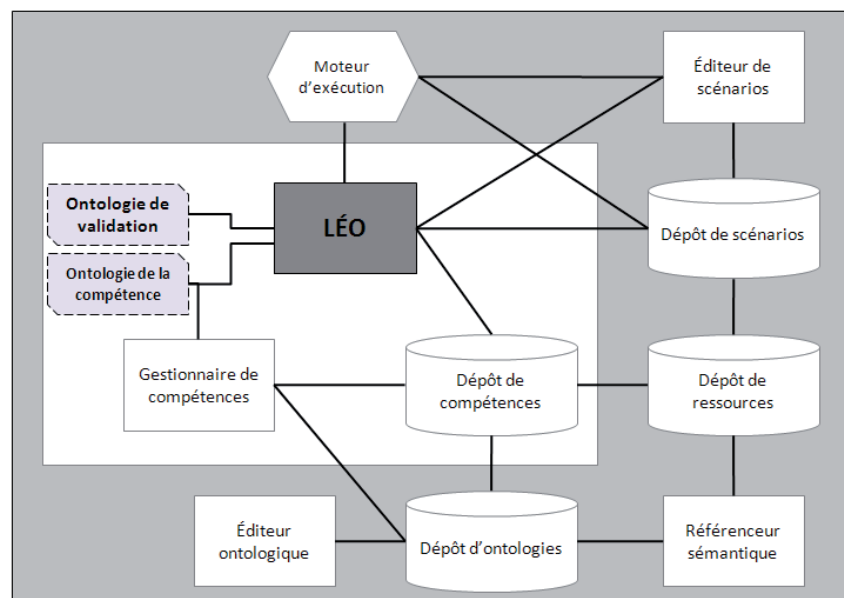 Moteur
d'exécution
Éditeur de
scénarios
Ontologie de
validation
LÉO
Dépôt de scénarios
Ontologie de la
compétence
Gestionnaire de
compétences
Dépôt de
compétences
Dépôt de
ressources
Éditeur
ontologique
Dépôt d'ontologies
Référenceur
sémantique